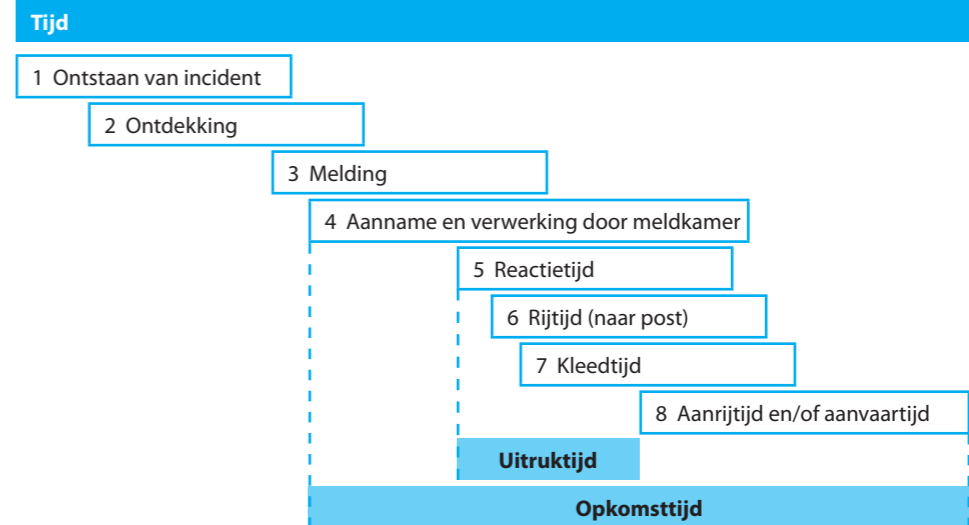 Tijd
1 Ontstaan van incident
2 Ontdekking
3 Melding
4 Aanname en verwerking door meldkamer
5 Reactietijd
6 Rijtijd (naar post)
7 Kleedtijd
8 Aanrijtijd en/of aanvaartijd
Uitruktijd
Opkomsttijd